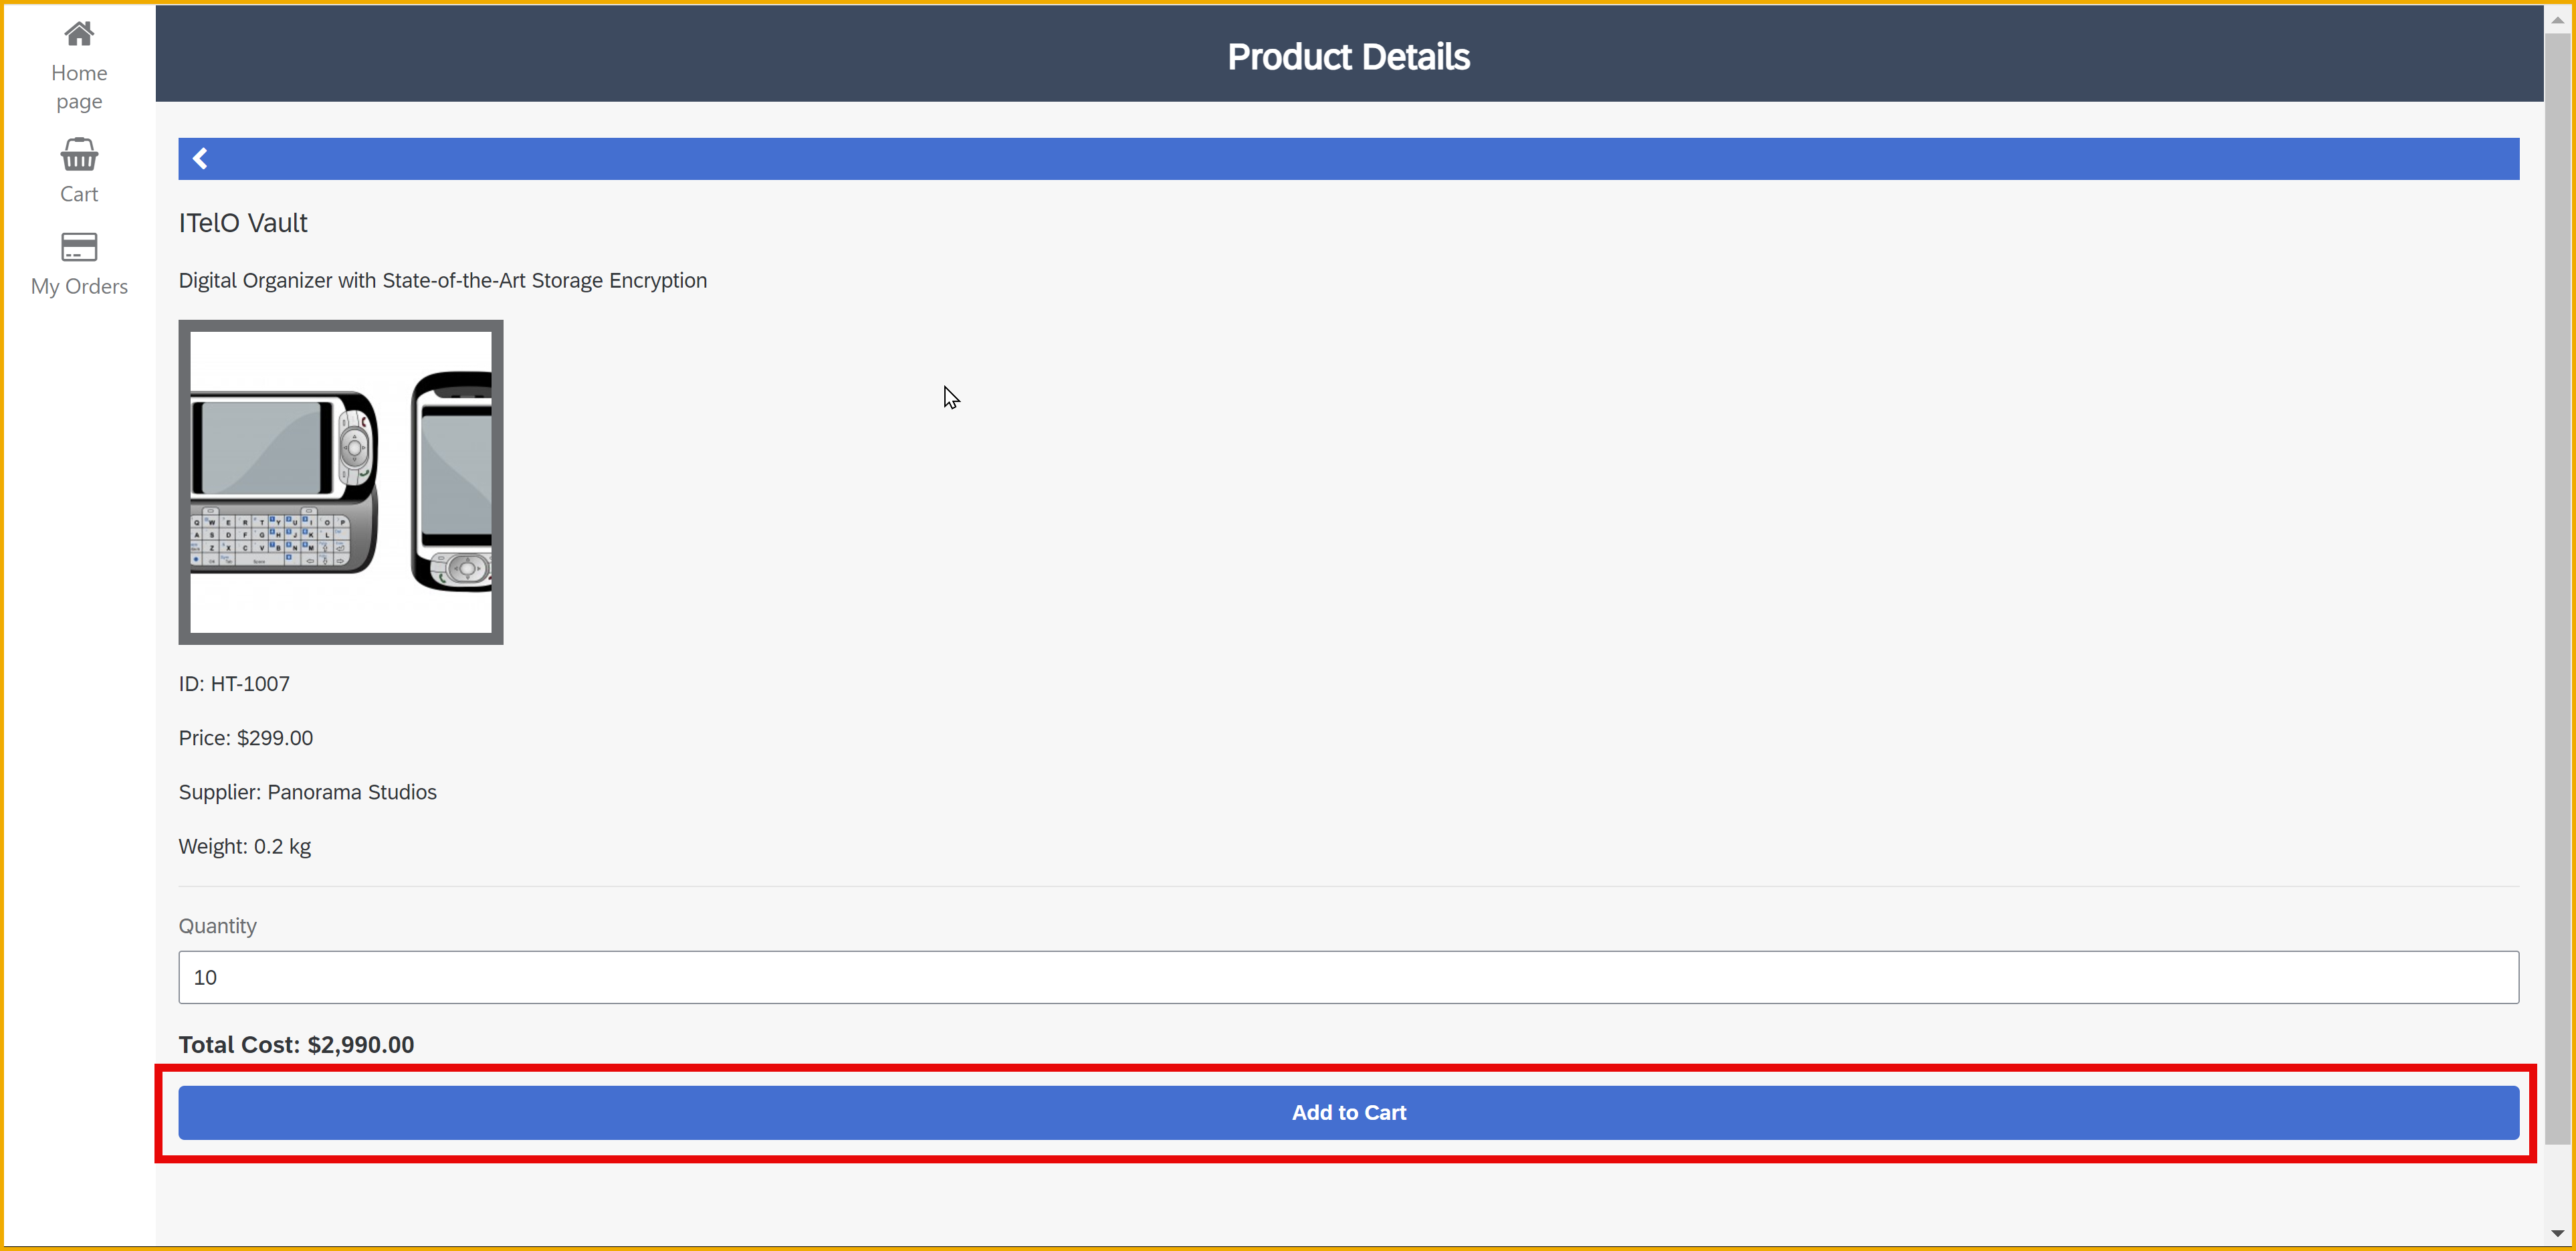 Home
page
Cart
My Orders
Product Details
ITelO Vault
Digital Organizer with State-of-the-Art Storage Encryption
ID: HT-1007
Price: $299.00
Supplier: Panorama Studios
Weight: 0.2 kg
Quantity
10
Total Cost: $2,990.00
Add to Cart